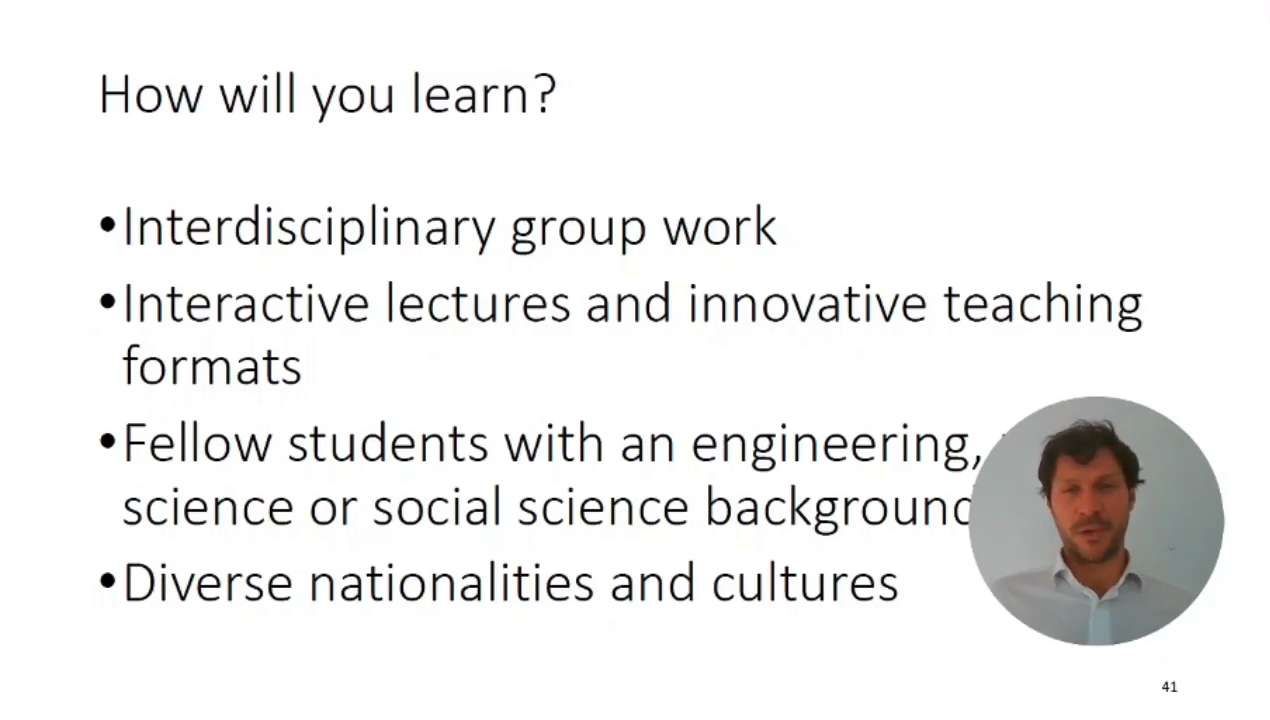 How will you learn?
•Interdisciplinary group work
•Interactive lectures and innovative teaching
formats
•Fellow students with an engineering,
science or social science background
•Diverse nationalities and cultures
41